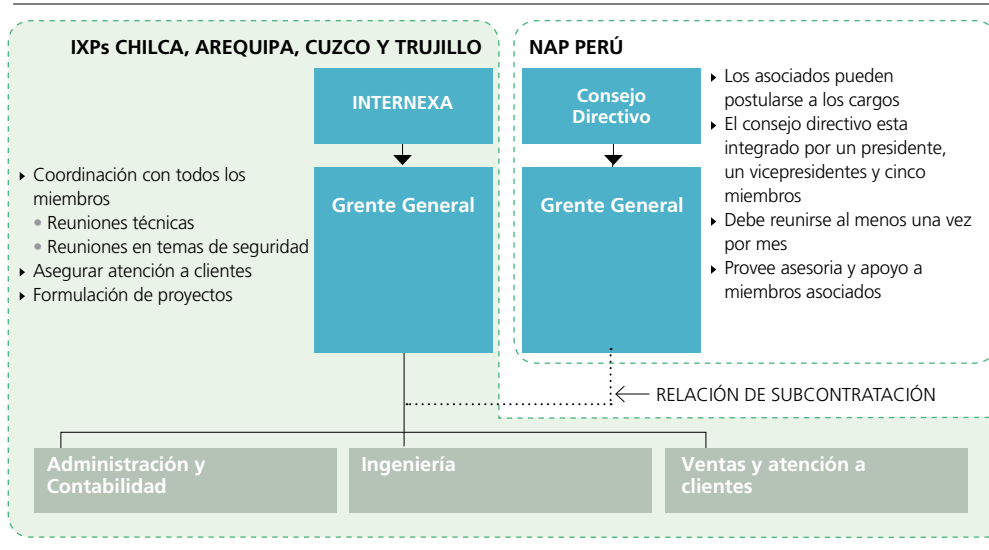 IXPs CHILCA, AREQUIPA, CUZCO Y TRUJILLO
INTERNEXA
Grente General
▸ Coordinación con todos los
miembros
• Reuniones técnicas
• Reuniones en temas de seguridad
▸ Asegurar atención a clientes
▸ Formulación de proyectos
NAP PERÚ
Consejo
Directivo
Grente General
▸ Los asociados pueden
postularse a los cargos
▸ El consejo directivo esta
integrado por un presidente,
un vicepresidentes y cinco
miembros
▸ Debe reunirse al menos una vez
por mes
▸ Provee asesoria y apoyo a
miembros asociados
RELACIÓN DE SUBCONTRATACIÓN
Administración y
Contabilidad
Ingeniería
Ventas y atención a
clientes